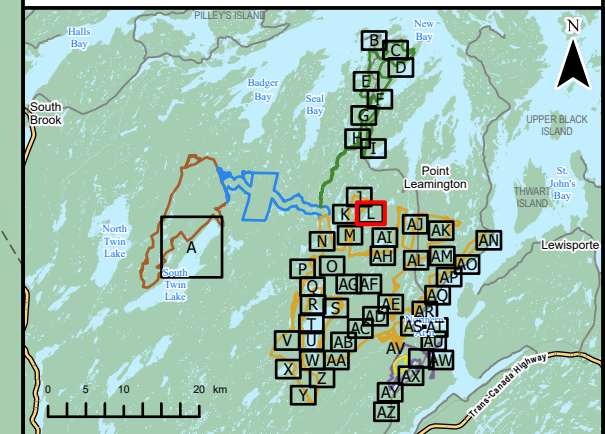 PILLEY'S ISLAND
Halls
Bay
New
Bay
N
B
C
D
Badger
Bay
E
Seal
Bay
F
South
Brook
G
UPPER BLACK
ISLAND
H
I
Point
Leamington
St.
John's
Bay
THWART
ISLAND
J
K
L
AJ
AK
North
Twin
Lake
A
M
N
AI
AN
Lewisporte
AH
AL
AM
AO
South
Twin
Lake
P
O
AP
Q
AG
AF
AQ
R
S
AE
AR
T
AD
AS
AT
AC
V
U
AB
AV
AU
W
AA
AW
X
Z
AX
Y
AY
AZ
Trans-Canada Highway
0 5 10 20 km